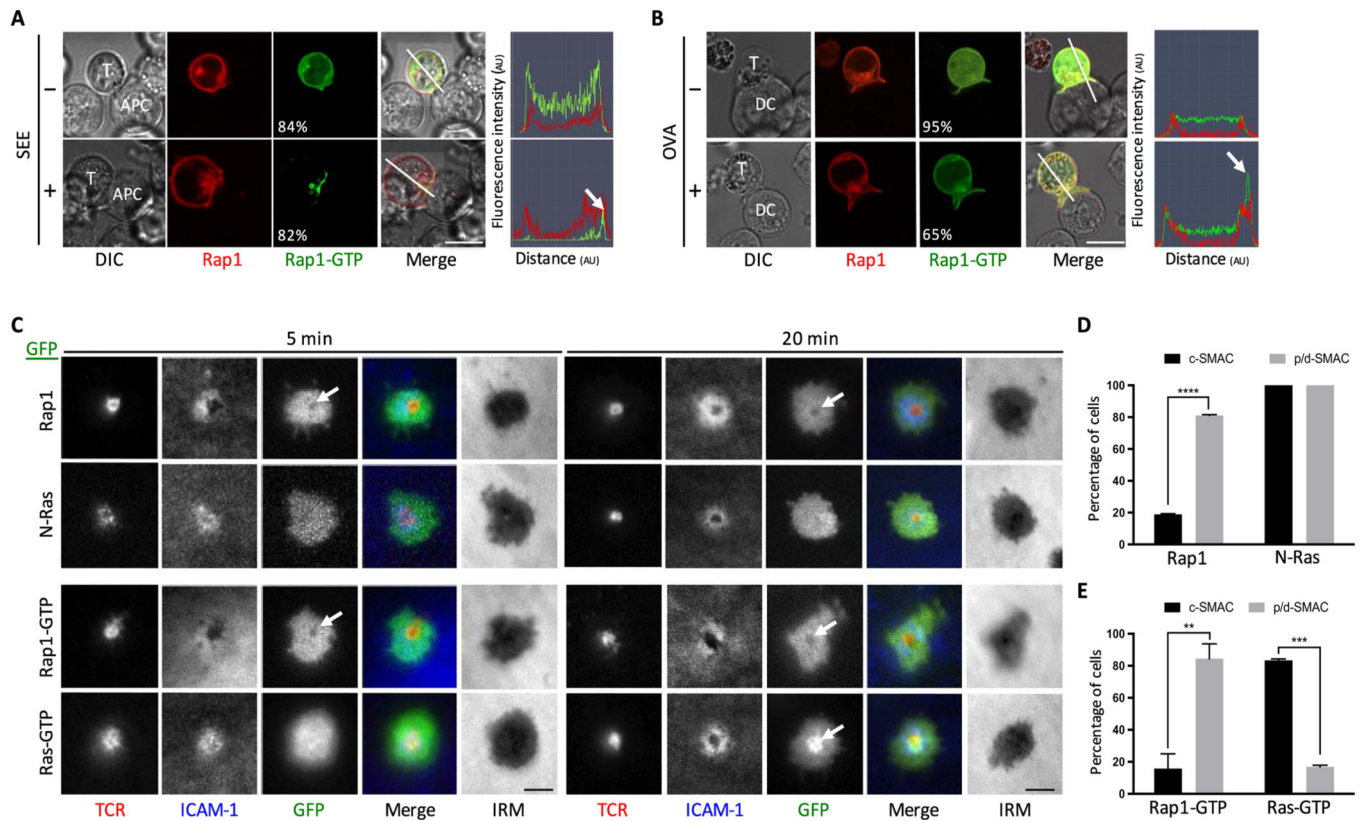 A
B
SEE
−
T
APC
84%
+
T
APC
82%
DIC
Rap1
Rap1-GTP
Merge
Fluorescence intensity (AU)
Distance (AU)
OVA
−
T
DC
95%
+
T
DC
65%
DIC
Rap1
Rap1-GTP
Merge
Fluorescence intensity (AU)
Distance (AU)
C
GFP
5 min
20 min
Rap1
N-Ras
Rap1-GTP
Ras-GTP
TCR
ICAM-1
GFP
Merge
IRM
TCR
ICAM-1
GFP
Merge
IRM
D
c-SMAC
p/d-SMAC
Percentage of cells
100
80
60
40
20
0
****
Rap1
N-Ras
E
c-SMAC
p/d-SMAC
Percentage of cells
100
80
60
40
20
0
**
***
Rap1-GTP
Ras-GTP